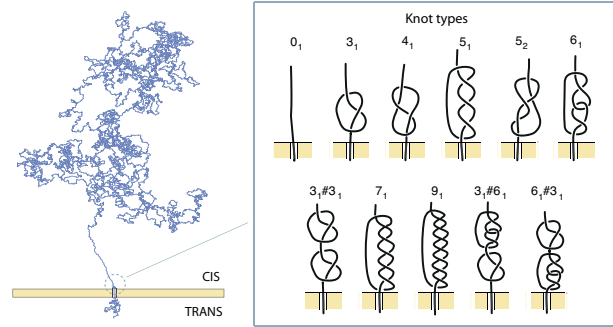 Knot types
0₁ 3₁ 4₁ 5₁ 5₂ 6₁
3₁#3₁ 7₁ 9₁ 3₁#6₁ 6₁#3₁
CIS
TRANS